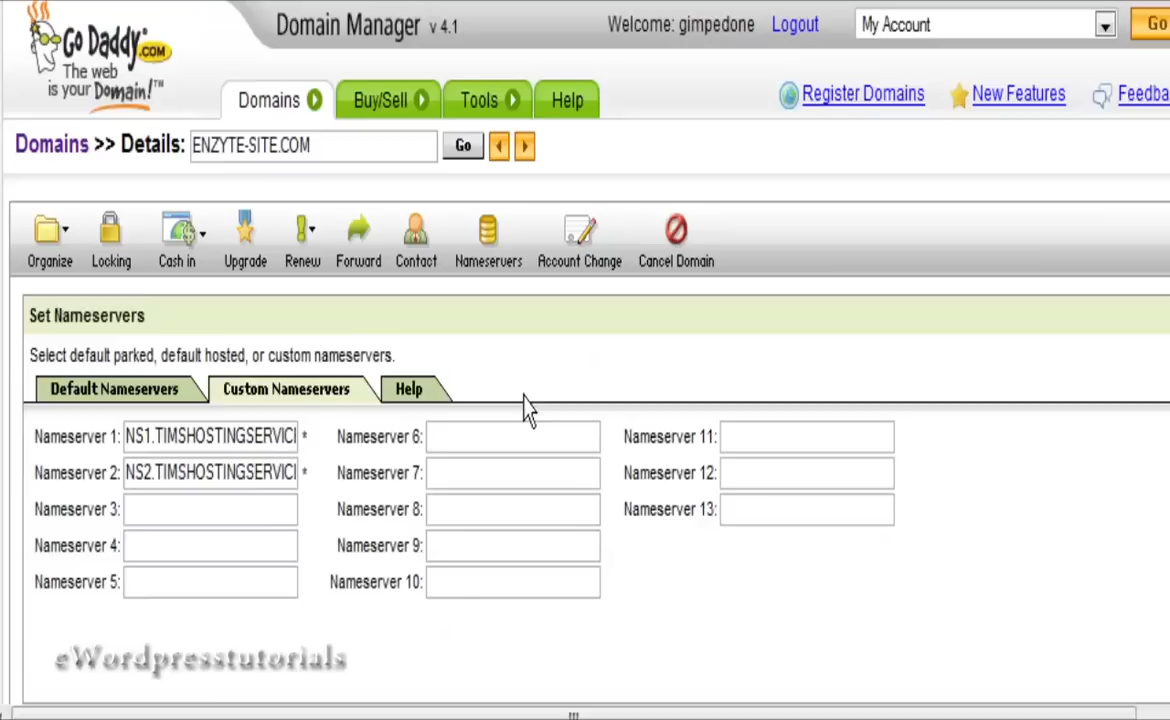 Go Daddy.COM
The web
is your Domain!™
Domain Manager v 4.1
Welcome: gimpedone Logout My Account Go
Domains Buy/Sell Tools Help
Register Domains New Features Feedba
Domains >> Details: ENZYTE-SITE.COM Go
Organize Locking Cash in Upgrade Renew Forward Contact Nameservers Account Change Cancel Domain
Set Nameservers
Select default parked, default hosted, or custom nameservers.
Default Nameservers Custom Nameservers Help
Nameserver 1: NS1.TIMSHOSTINGSERVICI * Nameserver 6: Nameserver 11:
Nameserver 2: NS2.TIMSHOSTINGSERVICI * Nameserver 7: Nameserver 12:
Nameserver 3: Nameserver 8: Nameserver 13:
Nameserver 4: Nameserver 9:
Nameserver 5: Nameserver 10:
eWordpresstutorials